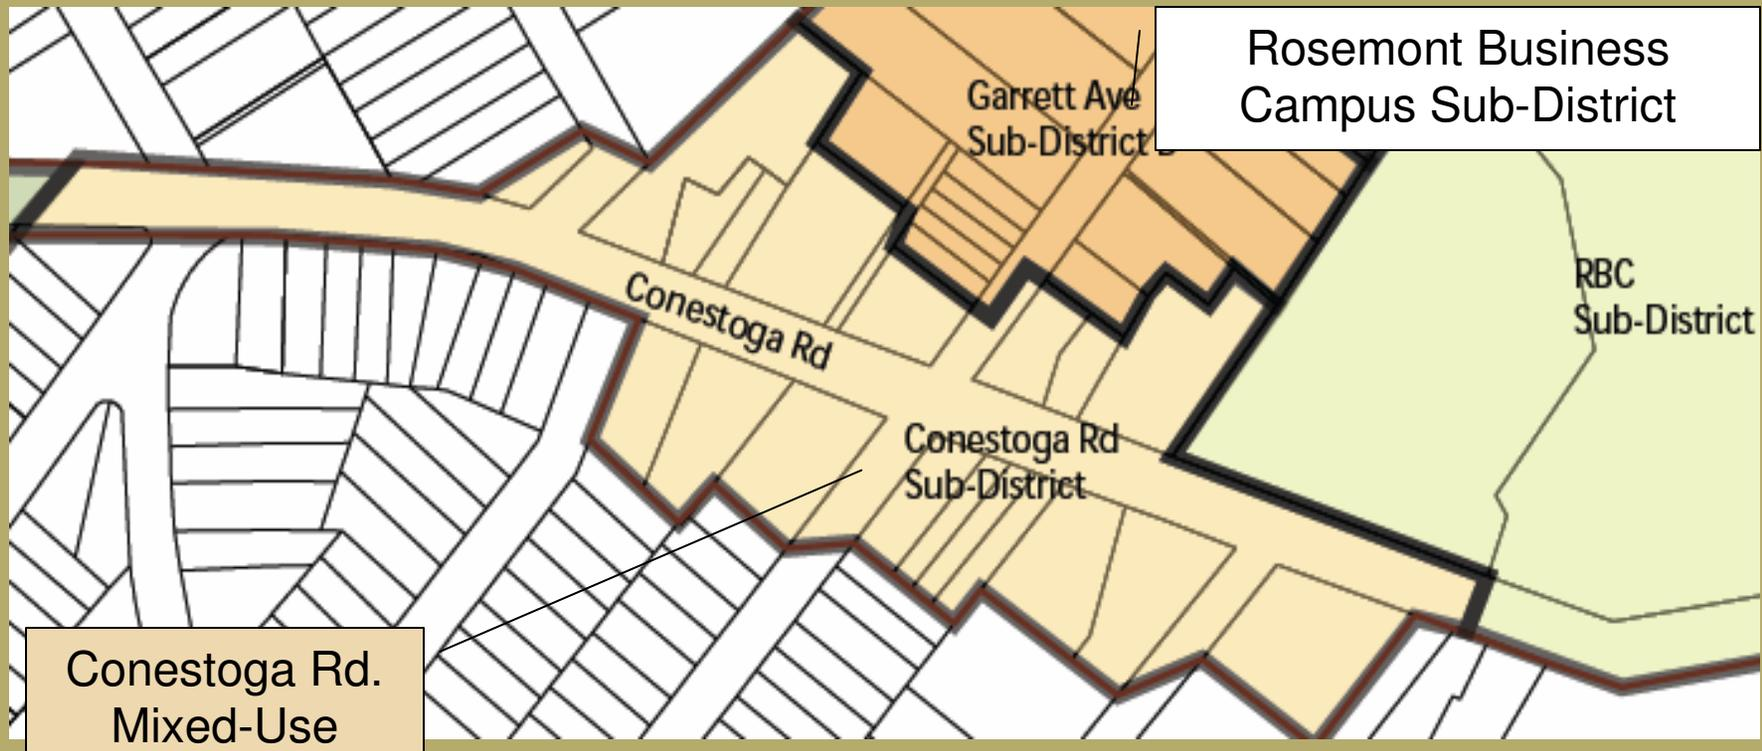 Rosemont Business
Campus Sub-District
Garrett Ave
Sub-District
RBC
Sub-District
Conestoga Rd
Conestoga Rd
Sub-District
Conestoga Rd.
Mixed-Use